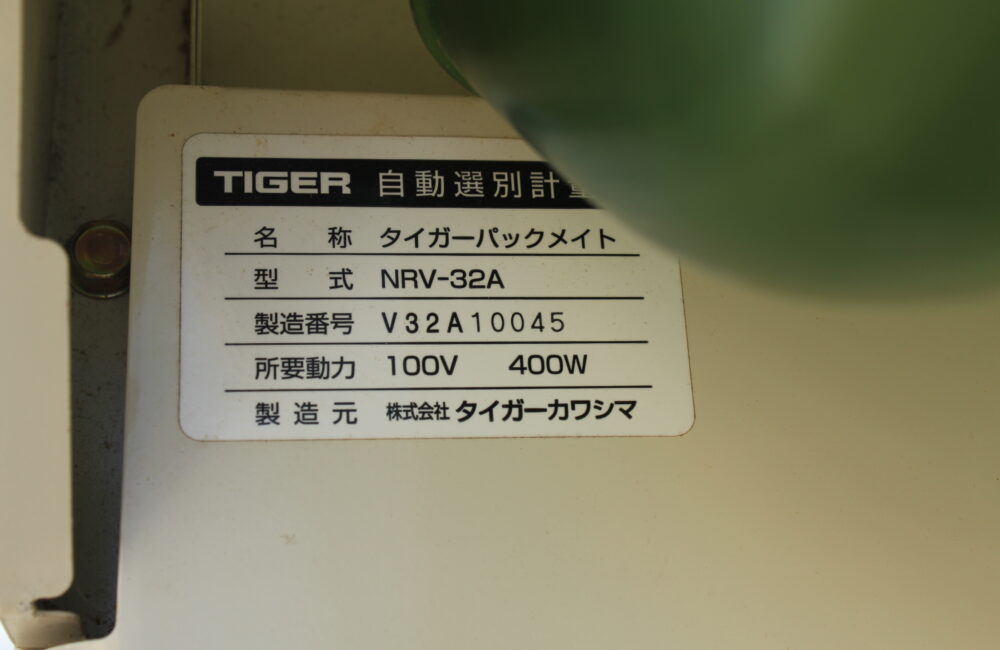 TIGER 自動選別計
名 称 タイガーパックメイト
型 式 NRV-32A
製造番号 V32A10045
所要動力 100V 400W
製造元 株式会社 タイガーカワシマ